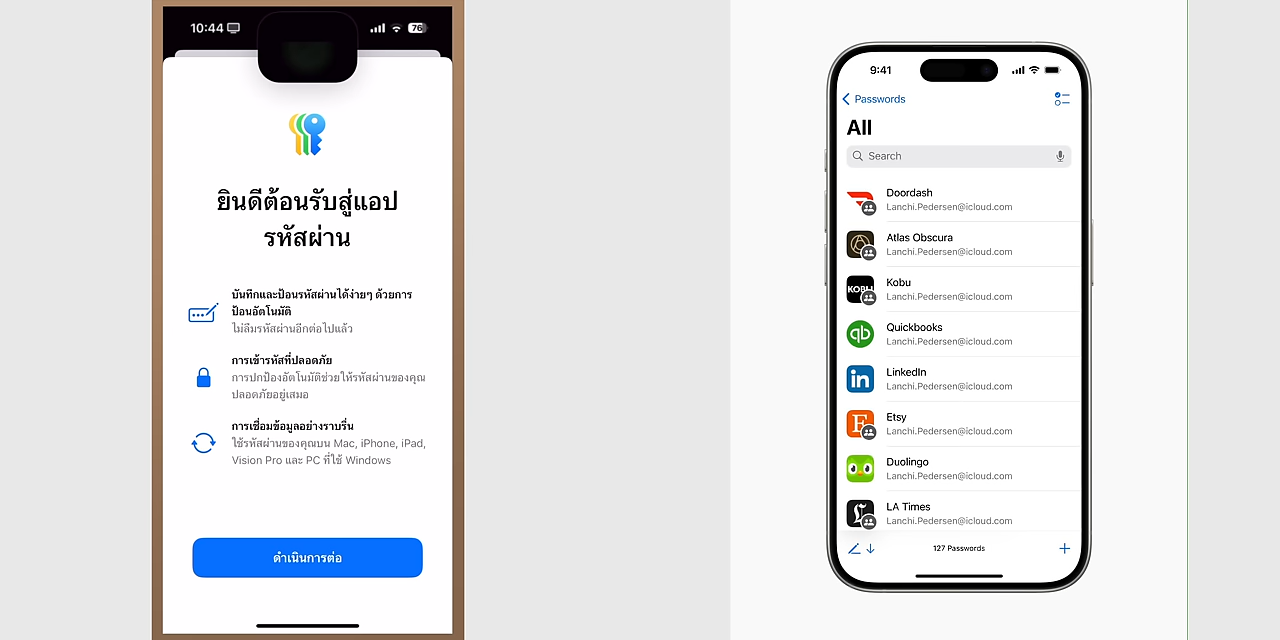 10:44
76
ยินดีต้อนรับสู่แอป
รหัสผ่าน
บันทึกและป้อนรหัสผ่านได้ง่ายๆ ด้วยการ
ป้อนอัตโนมัติ
ไม่ลืมรหัสผ่านอีกต่อไปแล้ว
การเข้ารหัสที่ปลอดภัย
การปกป้องอัตโนมัติช่วยให้รหัสผ่านของคุณ
ปลอดภัยอยู่เสมอ
การเชื่อมข้อมูลอย่างราบรื่น
ใช้รหัสผ่านของคุณบน Mac, iPhone, iPad,
Vision Pro และ PC ที่ใช้ Windows
ดำเนินการต่อ
9:41
Passwords
All
Search
Doordash
Lanchi.Pedersen@icloud.com
Atlas Obscura
Lanchi.Pedersen@icloud.com
KOBU
Kobu
Lanchi.Pedersen@icloud.com
qb
Quickbooks
Lanchi.Pedersen@icloud.com
in
LinkedIn
Lanchi.Pedersen@icloud.com
E
Etsy
Lanchi.Pedersen@icloud.com
Duolingo
Lanchi.Pedersen@icloud.com
LA Times
Lanchi.Pedersen@icloud.com
127 Passwords